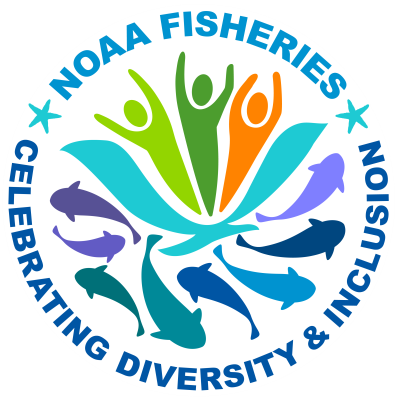 NOAA FISHERIES
CELEBRATING DIVERSITY & INCLUSION